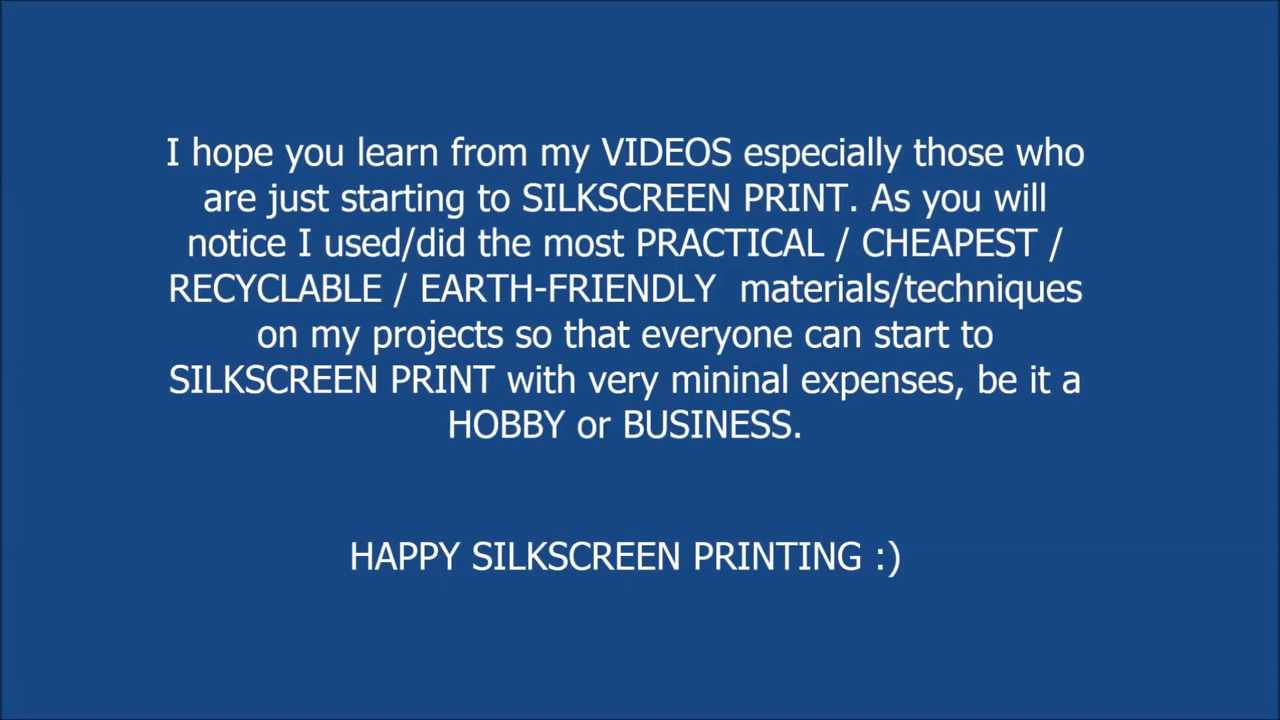 I hope you learn from my VIDEOS especially those who
are just starting to SILKSCREEN PRINT. As you will
notice I used/did the most PRACTICAL / CHEAPEST /
RECYCLABLE / EARTH-FRIENDLY  materials/techniques
on my projects so that everyone can start to
SILKSCREEN PRINT with very mininal expenses, be it a
HOBBY or BUSINESS.
HAPPY SILKSCREEN PRINTING :)